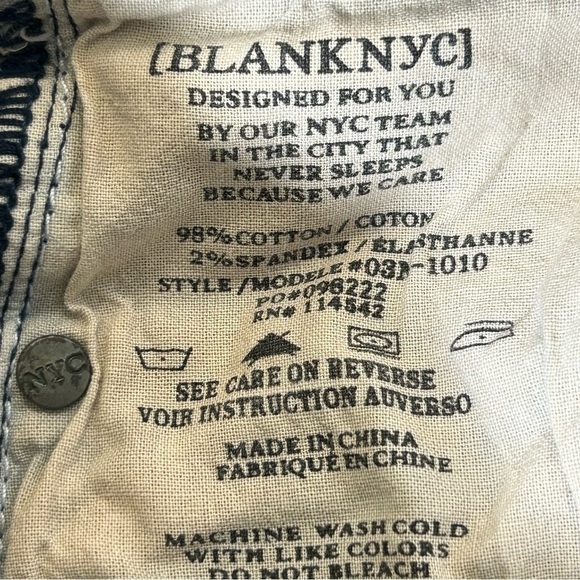 [BLANKNYC]
DESIGNED FOR YOU
BY OUR NYC TEAM
IN THE CITY THAT
NEVER SLEEPS
BECAUSE WE CARE
98% COTTON / COTON
2% SPANDEX / ELASTHANNE
STYLE / MODELE #
PO# 096222
RN# 114542
SEE CARE ON REVERSE
VOIR INSTRUCTION AUVERSO
MADE IN CHINA
FABRIQUE EN CHINE
MACHINE WASH COLD
WITH LIKE COLORS
DO NOT BLEACH
NYC